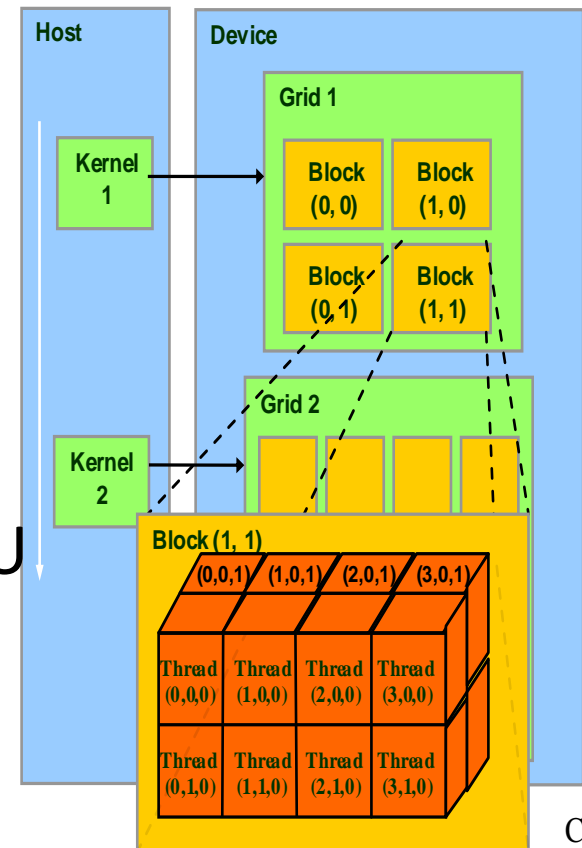 Host
Device
Grid 1
Kernel
1
Block
(0, 0)
Block
(1, 0)
Block
(0, 1)
Block
(1, 1)
Grid 2
Kernel
2
U
Block (1, 1)
(0,0,1) (1,0,1) (2,0,1) (3,0,1)
Thread Thread Thread Thread
(0,0,0) (1,0,0) (2,0,0) (3,0,0)
Thread Thread Thread Thread
(0,1,0) (1,1,0) (2,1,0) (3,1,0)
C